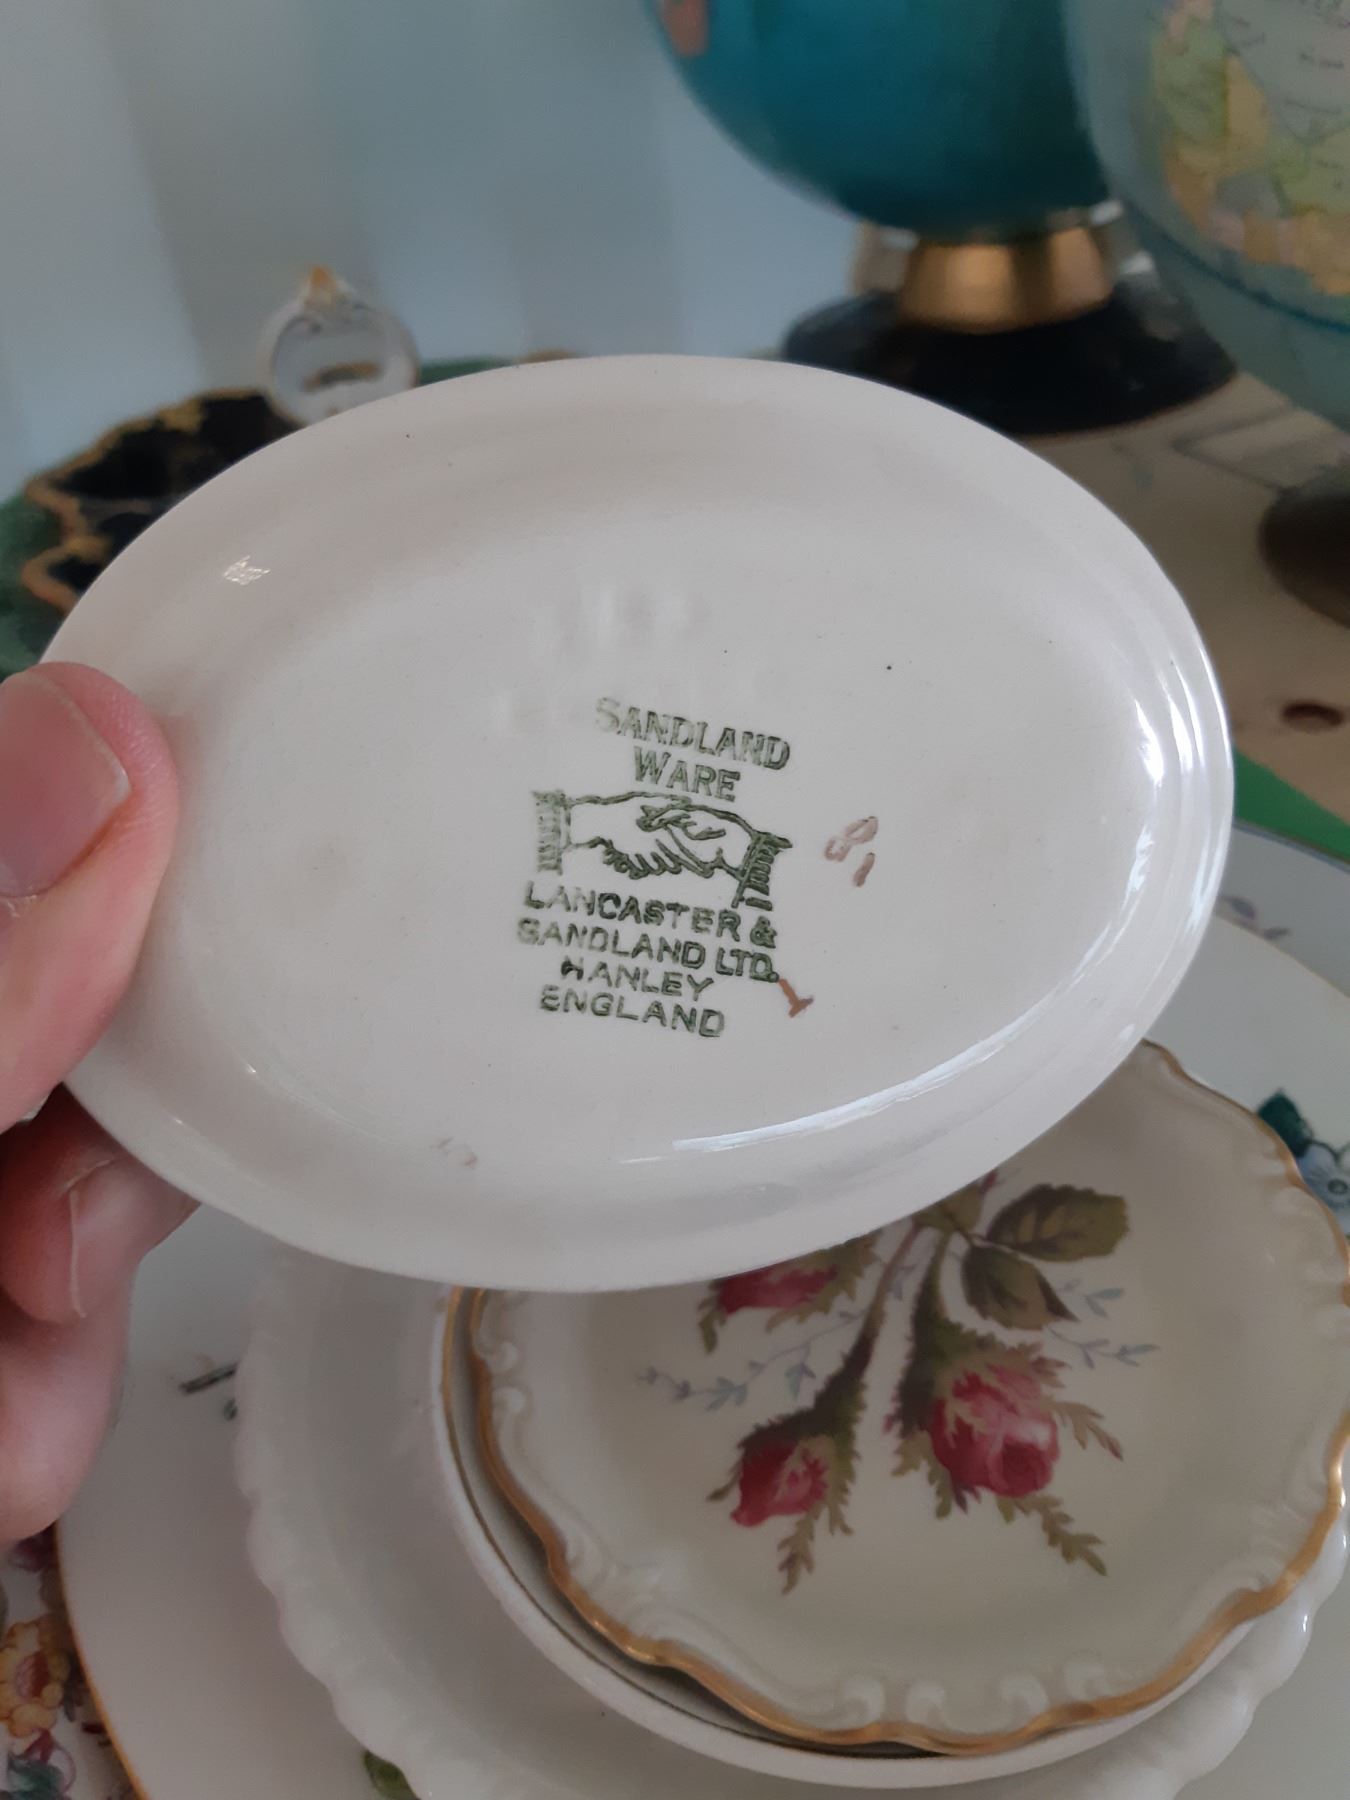 SANDLAND
WARE
LANCASTER &
SANDLAND LTD.
HANLEY
ENGLAND